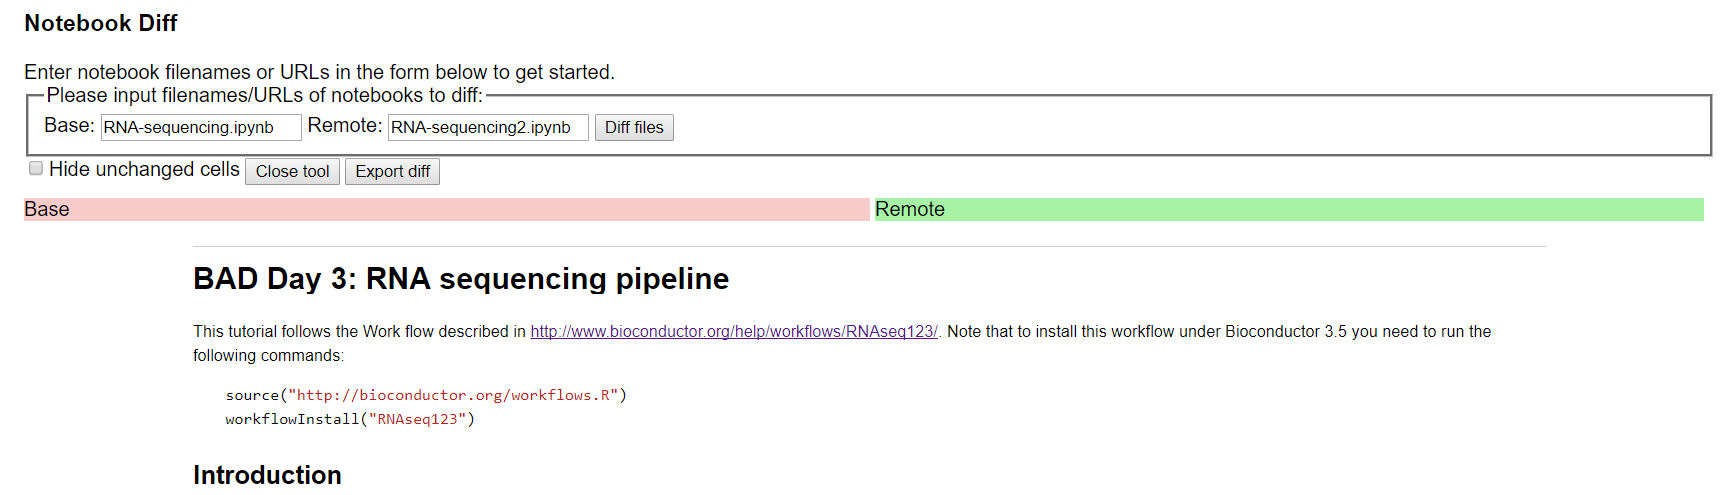 Notebook Diff
Enter notebook filenames or URLs in the form below to get started.
Please input filenames/URLs of notebooks to diff:
Base: RNA-sequencing.ipynb Remote: RNA-sequencing2.ipynb Diff files
Hide unchanged cells Close tool Export diff
Base Remote
BAD Day 3: RNA sequencing pipeline
This tutorial follows the Work flow described in http://www.bioconductor.org/help/workflows/RNAseq123/. Note that to install this workflow under Bioconductor 3.5 you need to run the
following commands:
source("http://bioconductor.org/workflows.R")
workflowInstall("RNAseq123")
Introduction